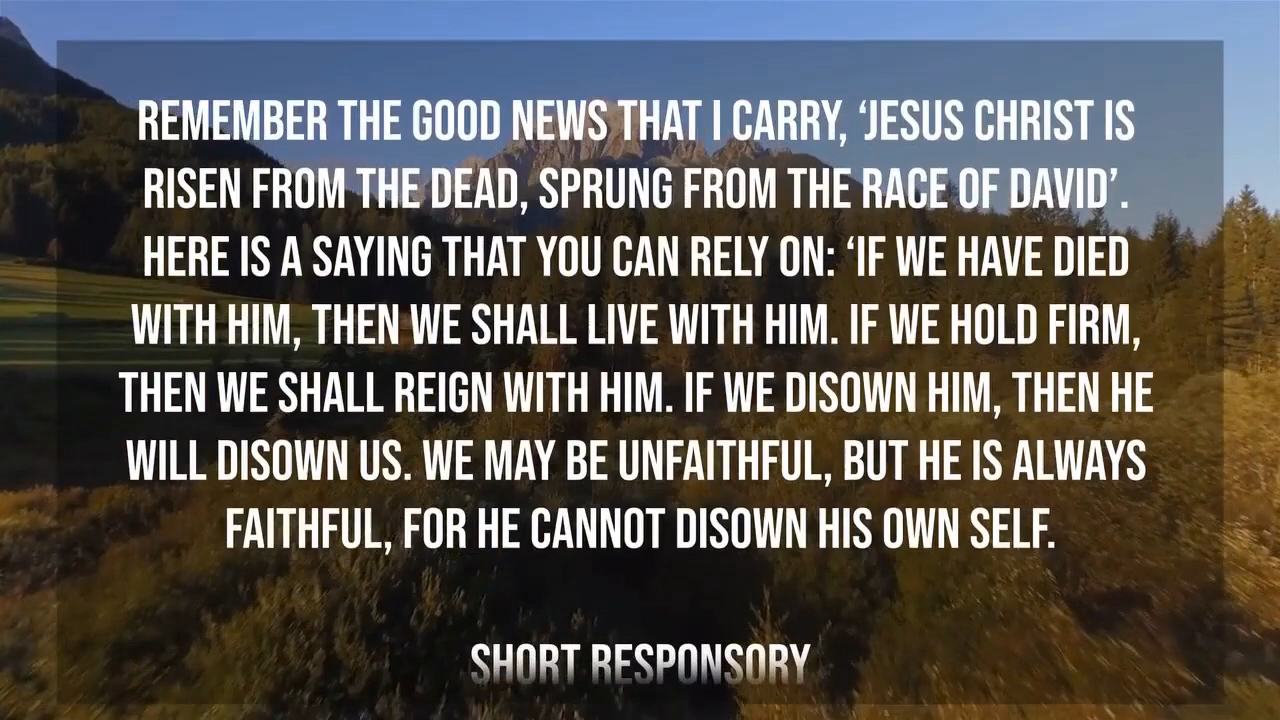 REMEMBER THE GOOD NEWS THAT I CARRY, ‘JESUS CHRIST IS
RISEN FROM THE DEAD, SPRUNG FROM THE RACE OF DAVID’.
HERE IS A SAYING THAT YOU CAN RELY ON: ‘IF WE HAVE DIED
WITH HIM, THEN WE SHALL LIVE WITH HIM. IF WE HOLD FIRM,
THEN WE SHALL REIGN WITH HIM. IF WE DISOWN HIM, THEN HE
WILL DISOWN US. WE MAY BE UNFAITHFUL, BUT HE IS ALWAYS
FAITHFUL, FOR HE CANNOT DISOWN HIS OWN SELF.
SHORT RESPONSORY